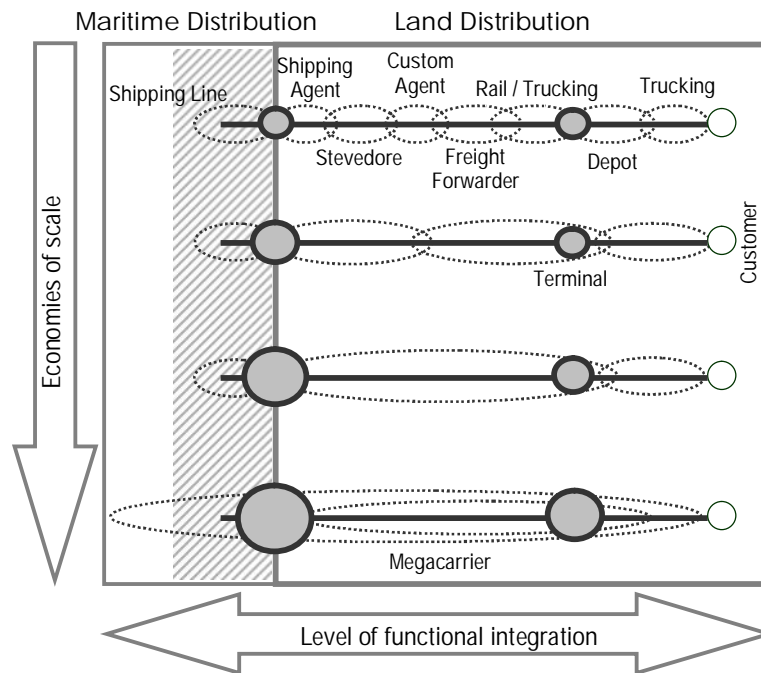 Maritime Distribution
Land Distribution
Shipping Line
Shipping
Agent
Custom
Agent
Rail / Trucking
Trucking
Stevedore
Freight
Forwarder
Depot
Economies of scale
Customer
Terminal
Megacarrier
Level of functional integration